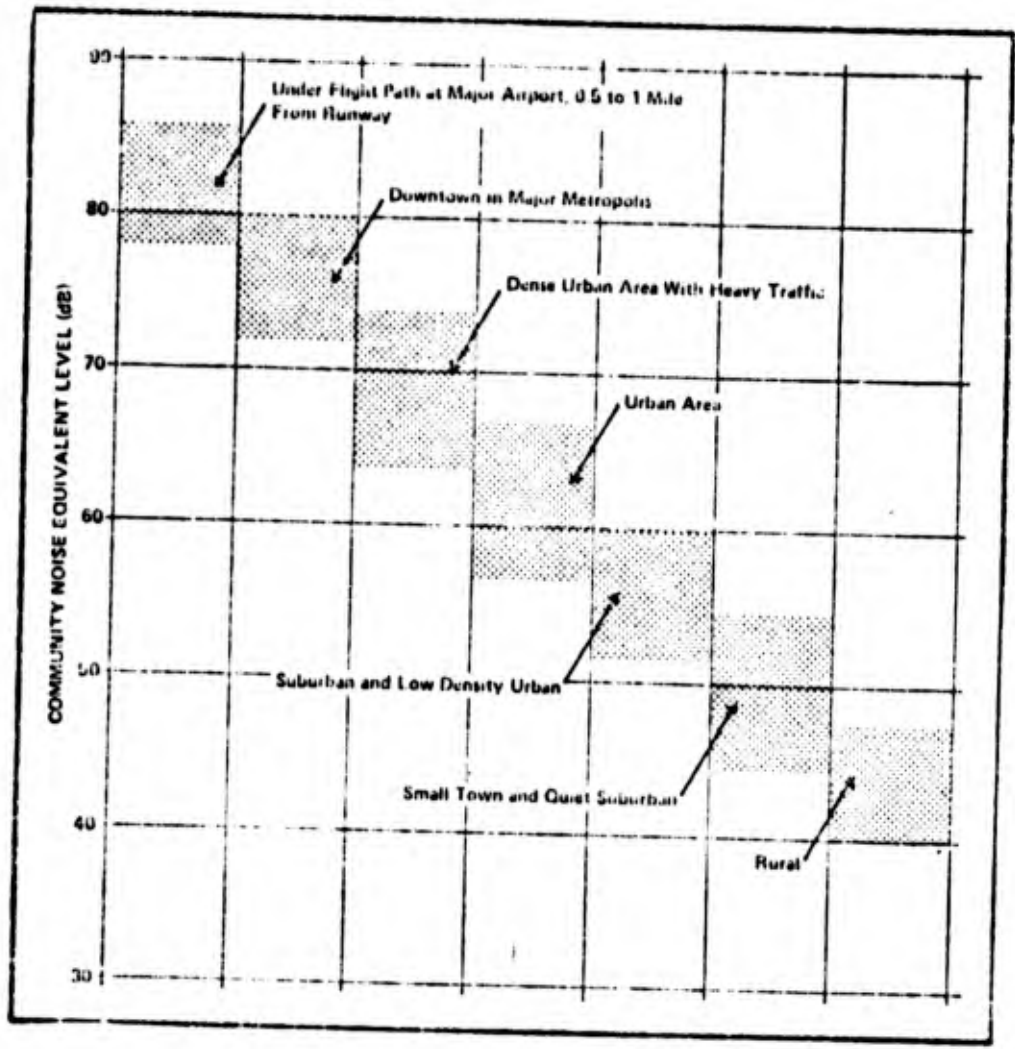 COMMUNITY NOISE EQUIVALENT LEVEL (dB)
90
80
70
60
50
40
30
Under Flight Path at Major Airport, 0.5 to 1 Mile
From Runway
Downtown in Major Metropolis
Dense Urban Area With Heavy Traffic
Urban Area
Suburban and Low Density Urban
Small Town and Quiet Suburban
Rural